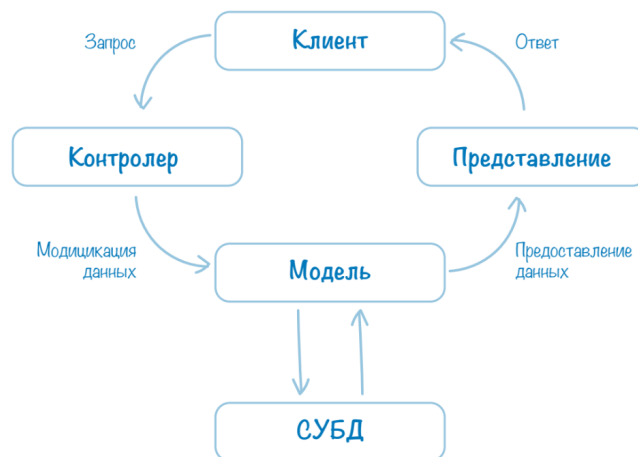 Клиент
Запрос
Ответ
Контролер
Представление
Модицикация
данных
Модель
Предоставление
данных
СУБД